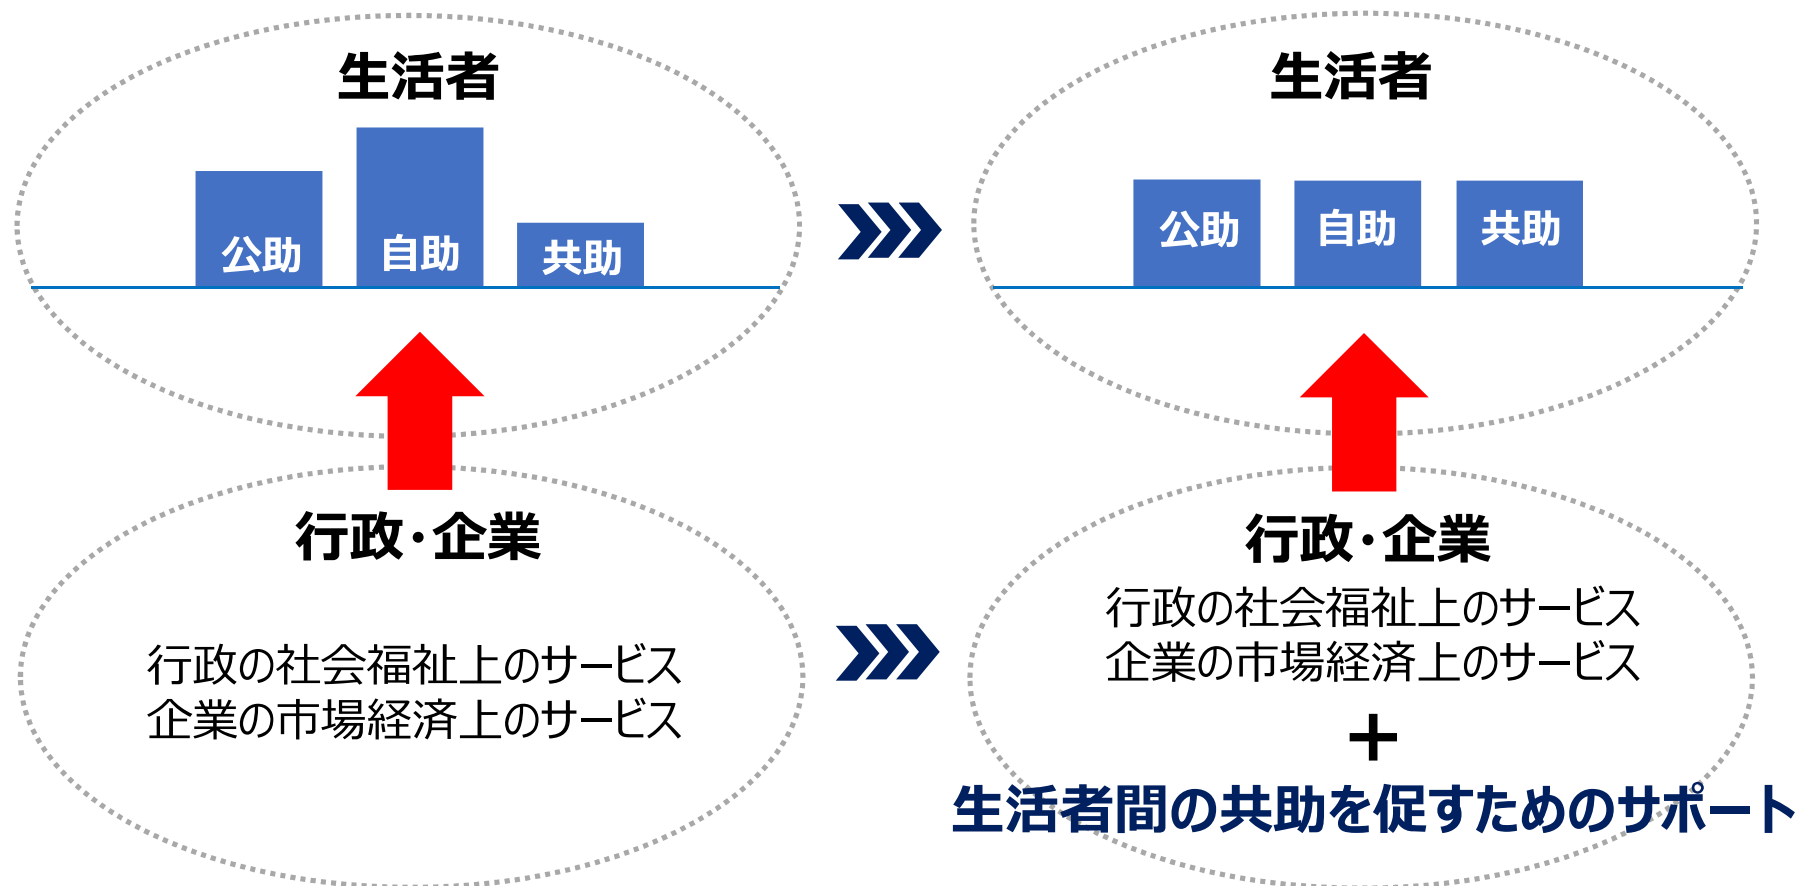 生活者
公助
自助
共助
行政・企業
行政の社会福祉上のサービス
企業の市場経済上のサービス
生活者
公助
自助
共助
行政・企業
行政の社会福祉上のサービス
企業の市場経済上のサービス
+
生活者間の共助を促すためのサポート